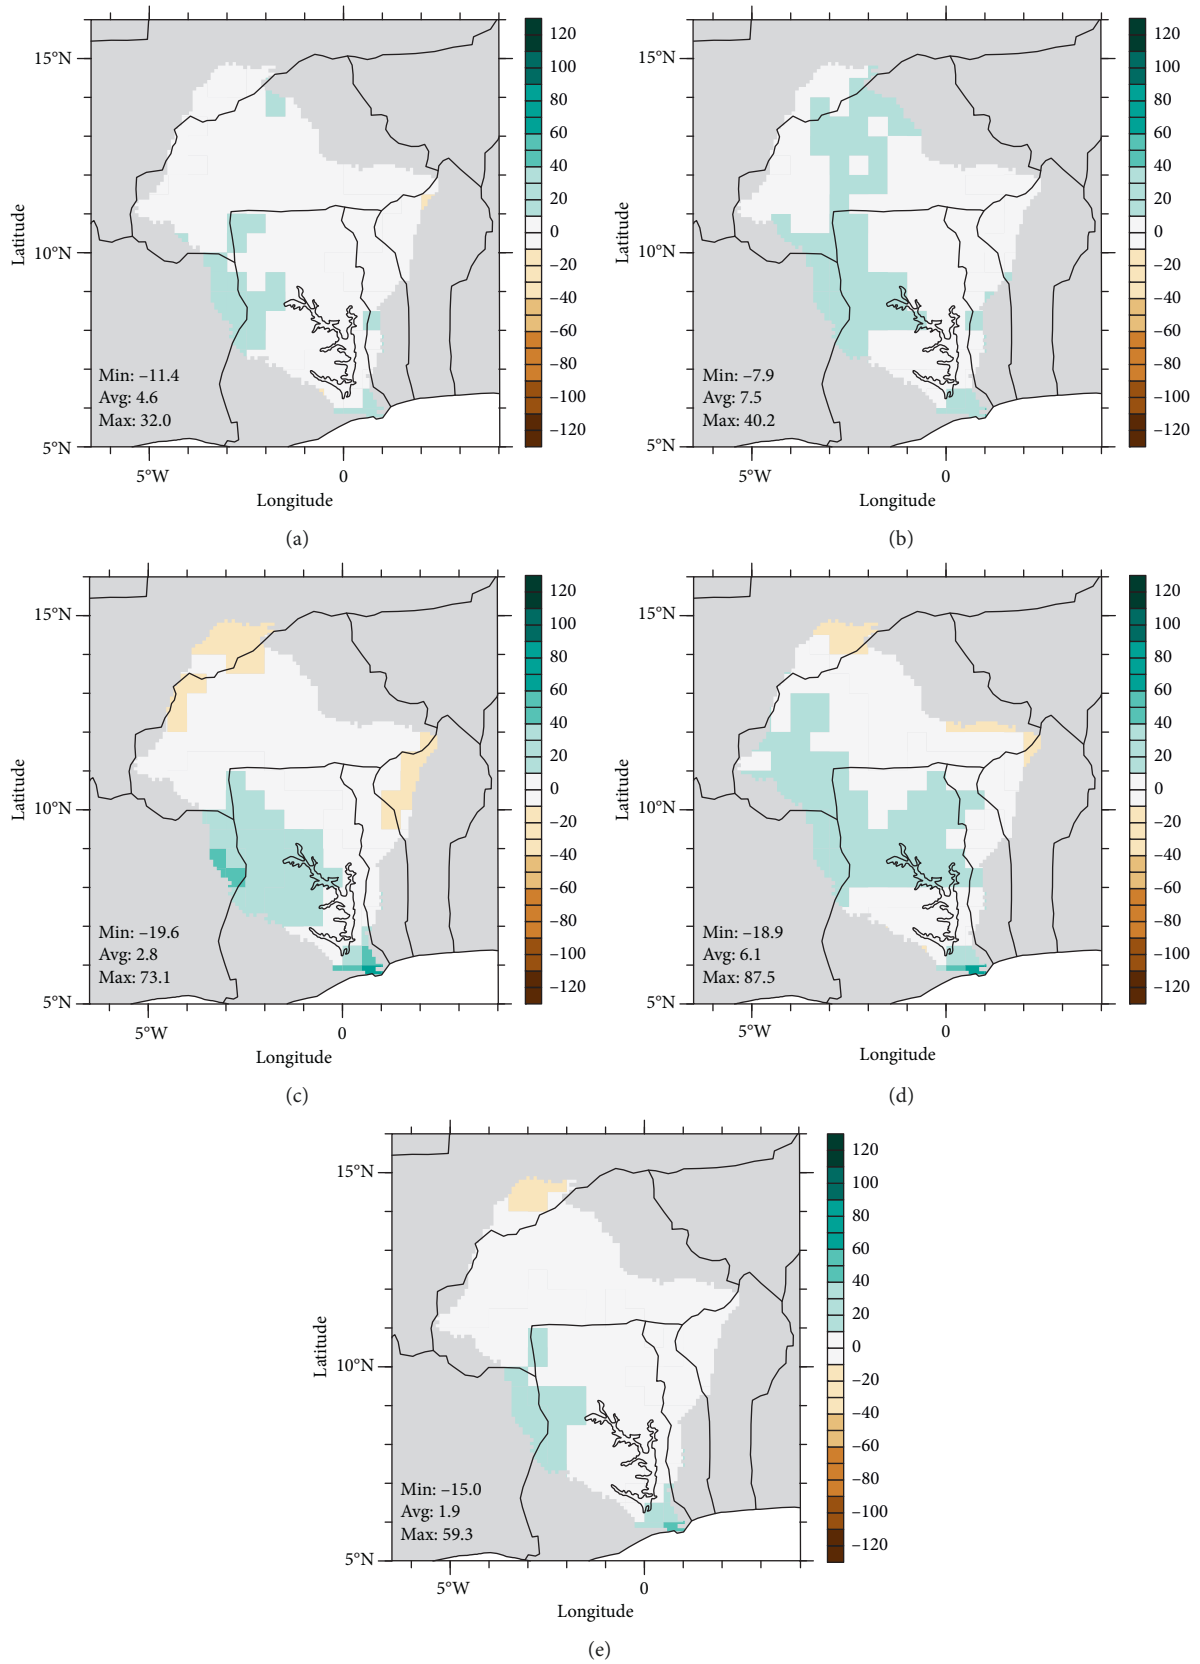 15°N
10°N
5°N
Latitude
5°W
0
Longitude
Min: –11.4
Avg: 4.6
Max: 32.0
120
100
80
60
40
20
0
–20
–40
–60
–80
–100
–120
(a)
15°N
10°N
5°N
Latitude
5°W
0
Longitude
Min: –7.9
Avg: 7.5
Max: 40.2
120
100
80
60
40
20
0
–20
–40
–60
–80
–100
–120
(b)
15°N
10°N
5°N
Latitude
5°W
0
Longitude
Min: –19.6
Avg: 2.8
Max: 73.1
120
100
80
60
40
20
0
–20
–40
–60
–80
–100
–120
(c)
15°N
10°N
5°N
Latitude
5°W
0
Longitude
Min: –18.9
Avg: 6.1
Max: 87.5
120
100
80
60
40
20
0
–20
–40
–60
–80
–100
–120
(d)
15°N
10°N
5°N
Latitude
5°W
0
Longitude
Min: –15.0
Avg: 1.9
Max: 59.3
120
100
80
60
40
20
0
–20
–40
–60
–80
–100
–120
(e)